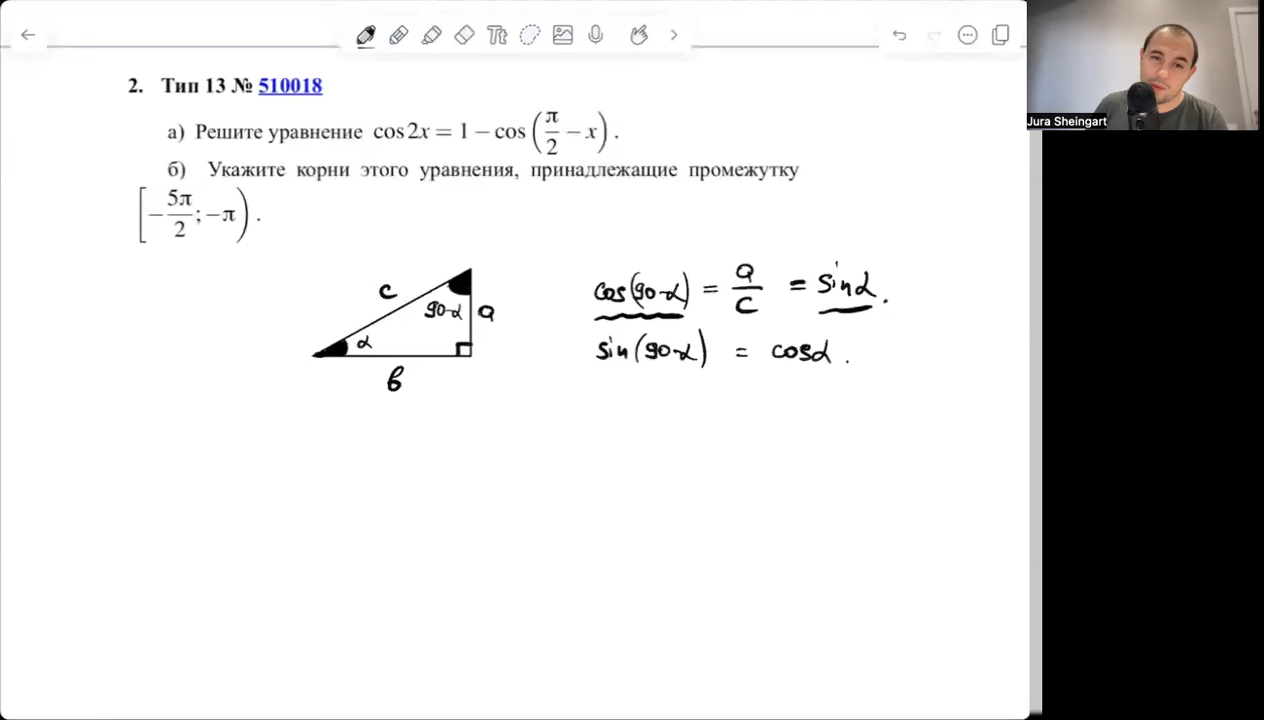 Tt
2. Тип 13 № 510018
а) Решите уравнение cos 2x = 1 − cos (π/2 − x).
б) Укажите корни этого уравнения, принадлежащие промежутку
[−5π/2; −π).
Jura Sheingart
c
90-α
a
α
b
cos(90-α) = a/c = sinα.
sin(90-α) = cosα.